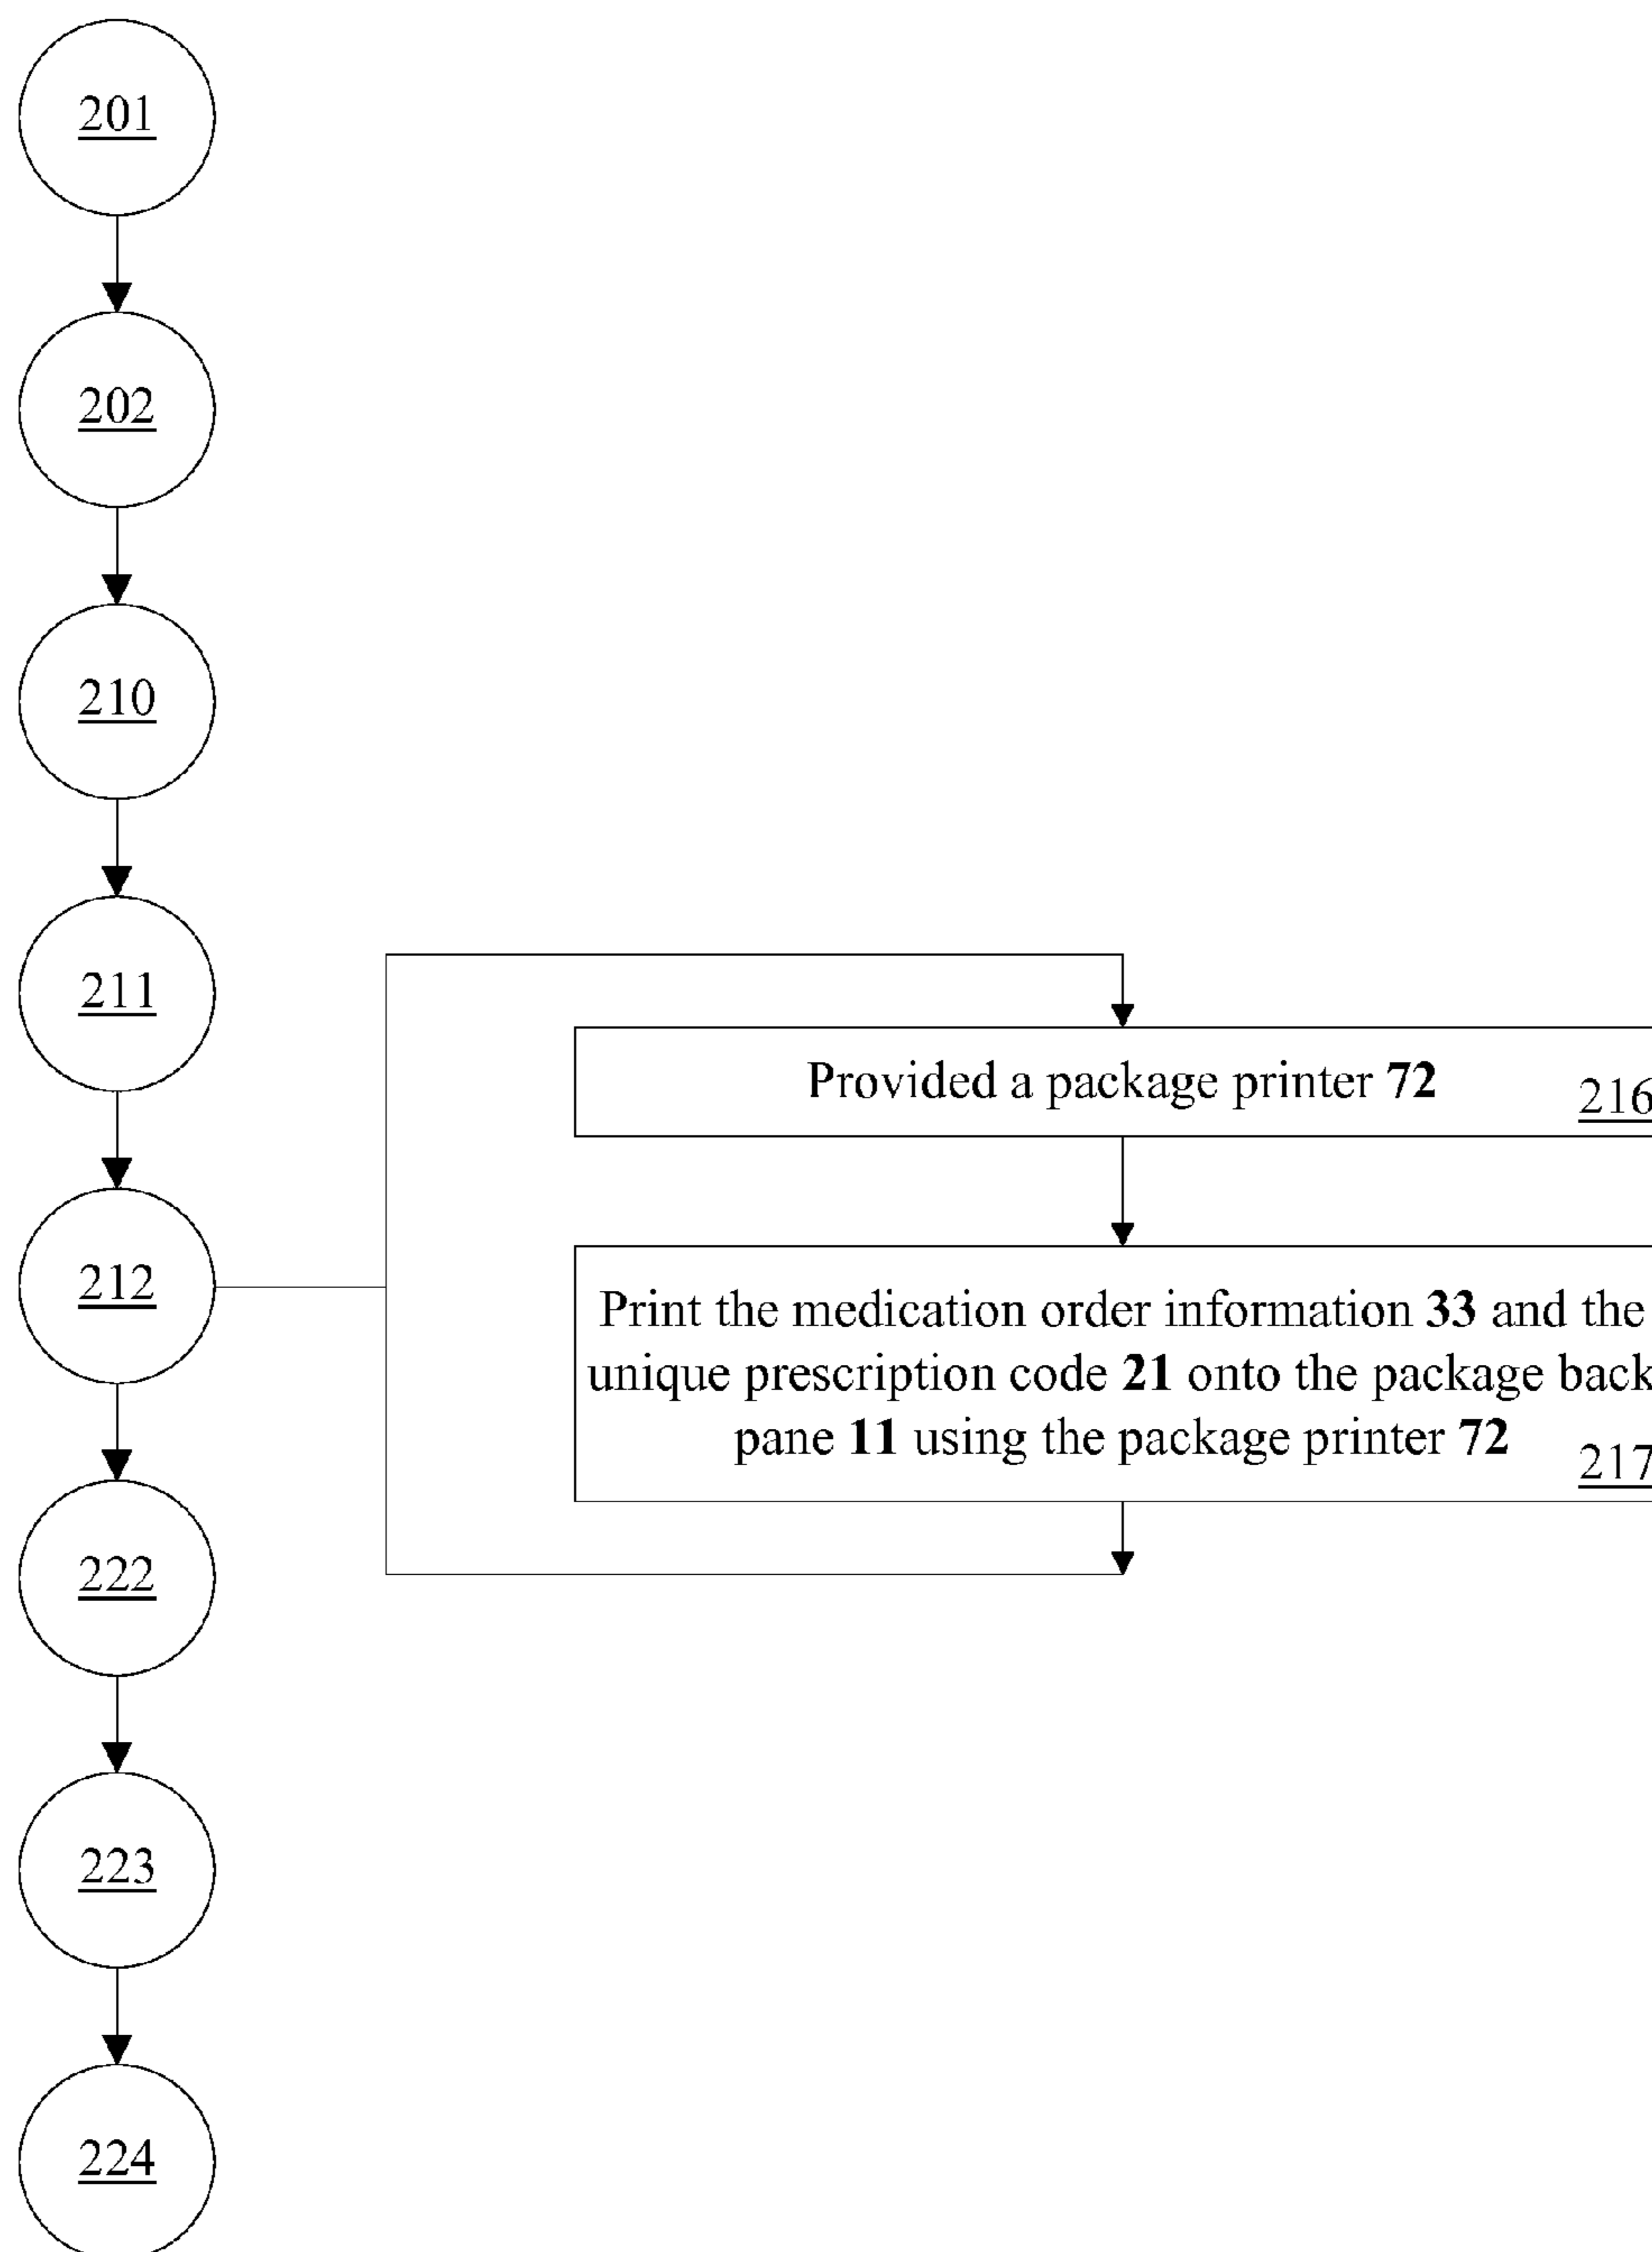 201
202
210
211
Provided a package printer 72
216
212
Print the medication order information 33 and the
unique prescription code 21 onto the package back
pane 11 using the package printer 72
217
222
223
224